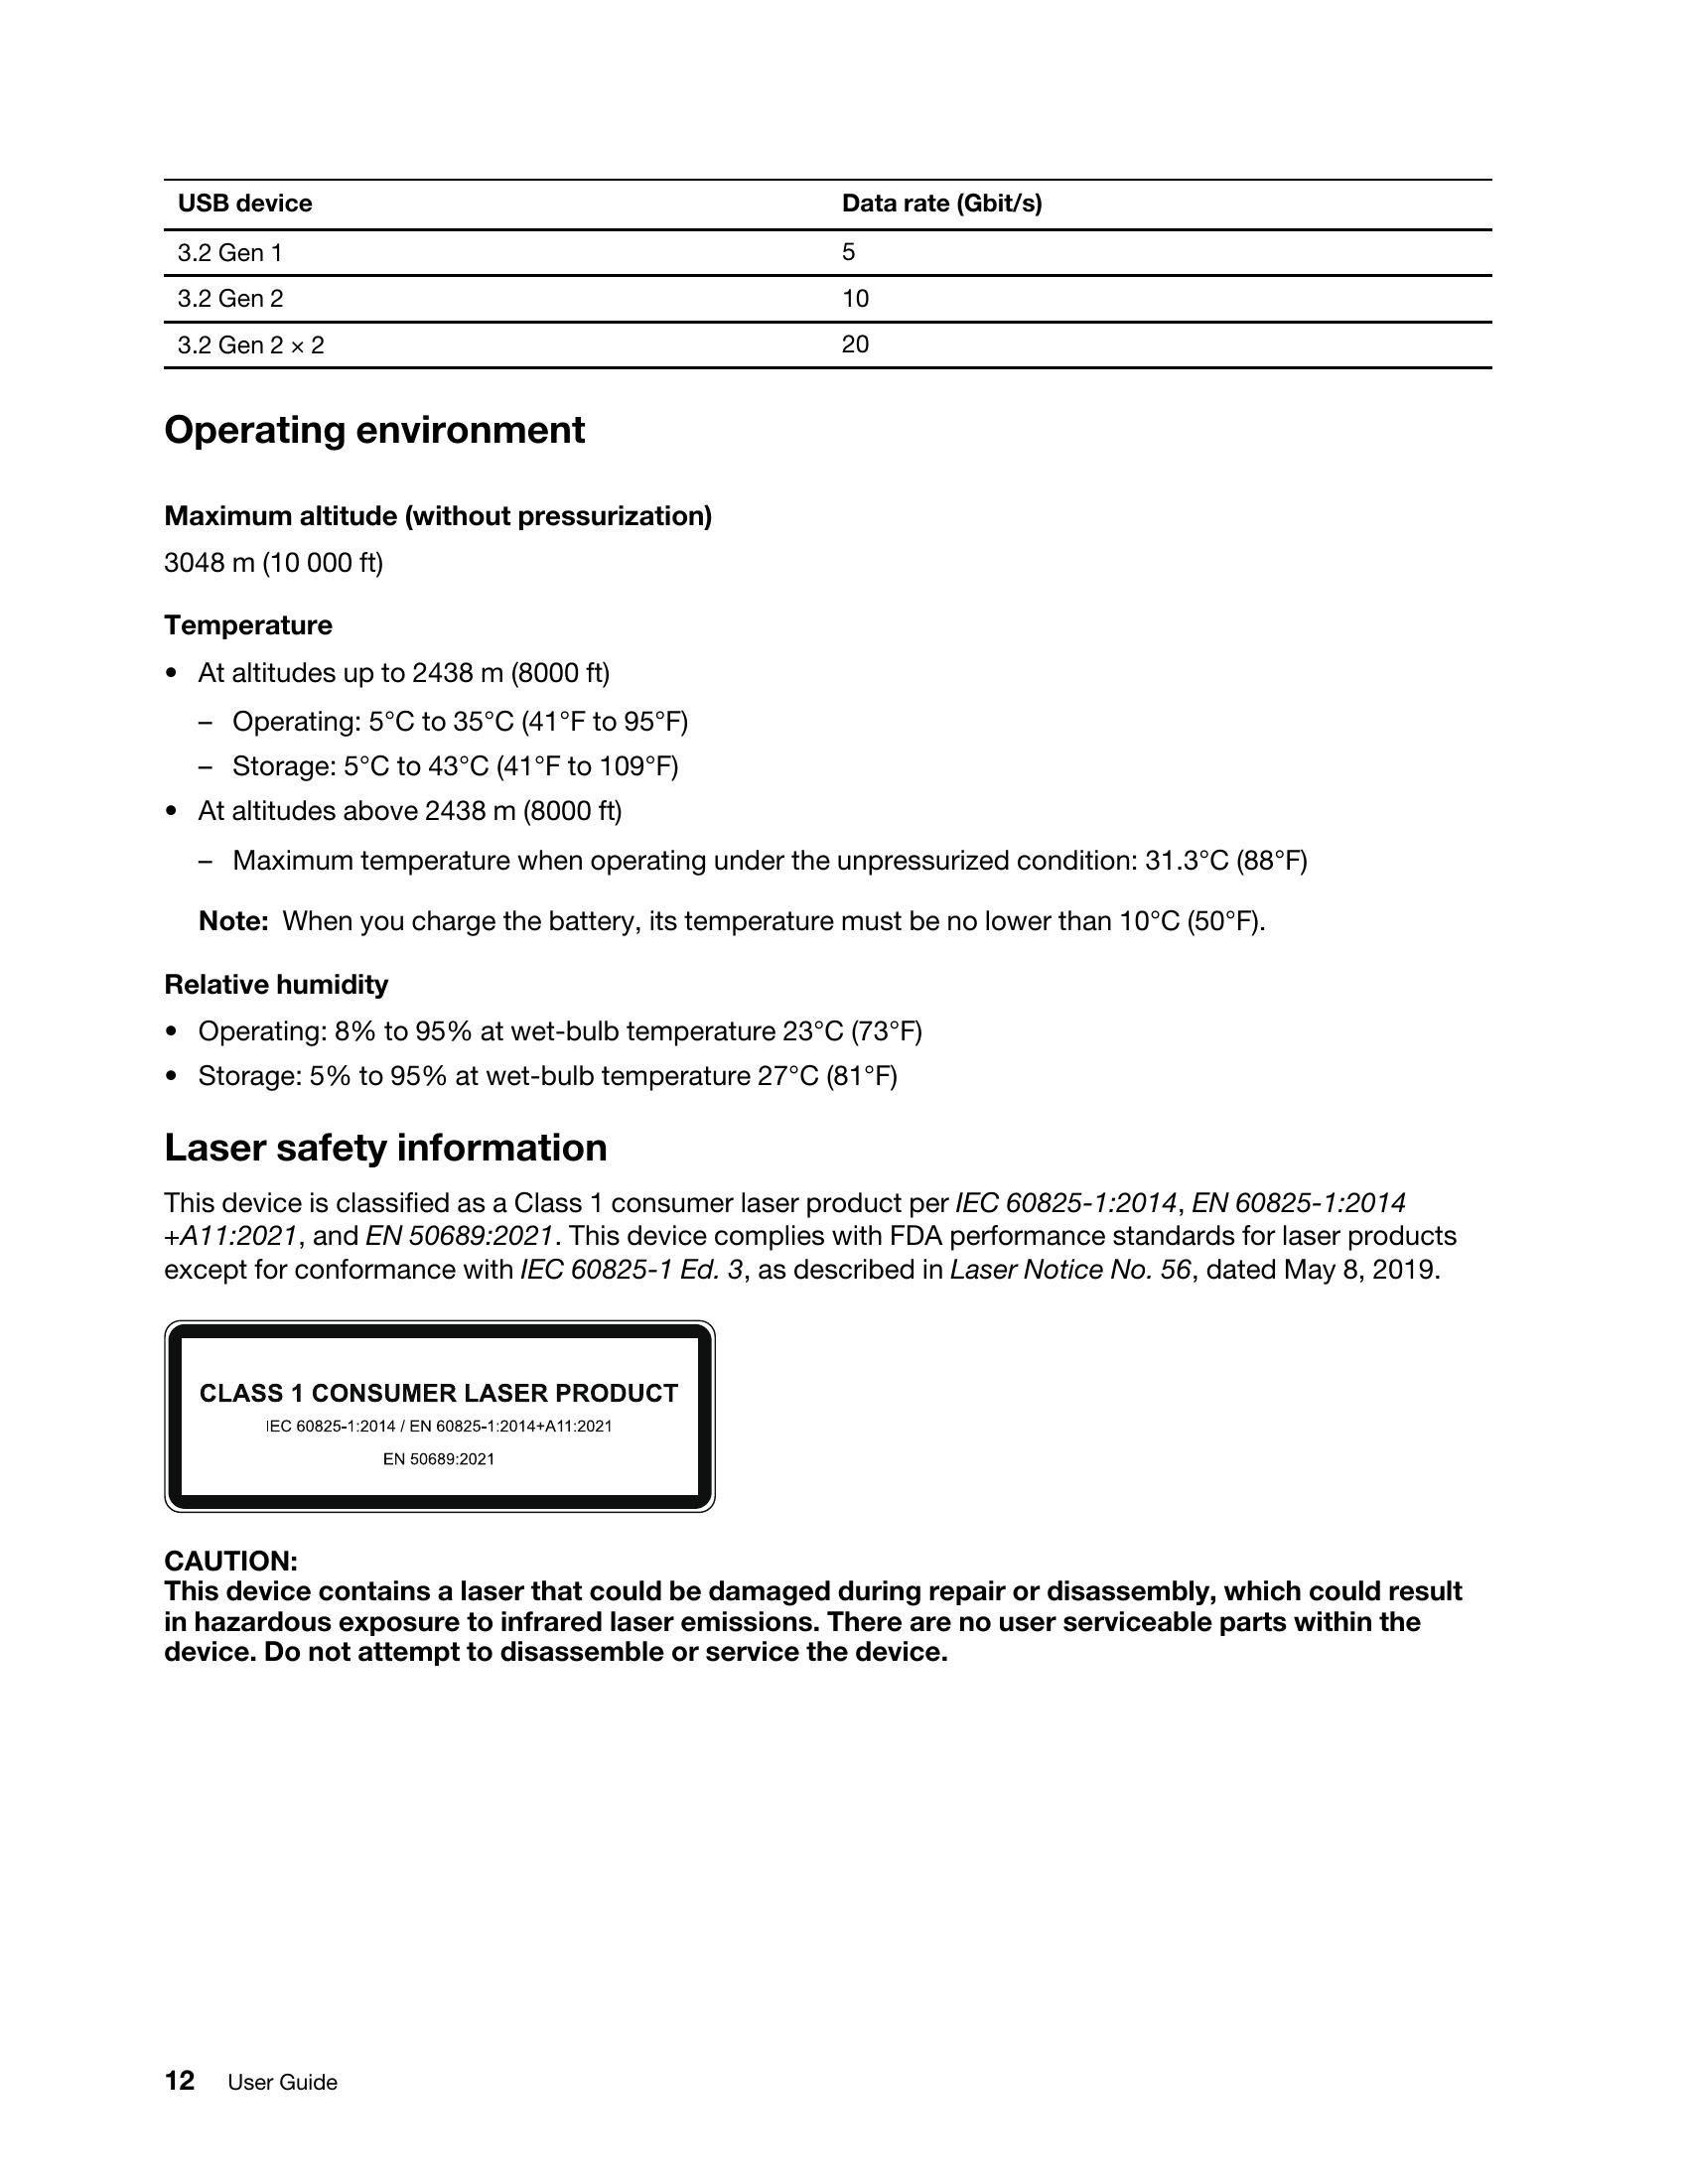 USB device Data rate (Gbit/s)
3.2 Gen 1 5
3.2 Gen 2 10
3.2 Gen 2 × 2 20
Operating environment
Maximum altitude (without pressurization)
3048 m (10 000 ft)
Temperature
• At altitudes up to 2438 m (8000 ft)
– Operating: 5°C to 35°C (41°F to 95°F)
– Storage: 5°C to 43°C (41°F to 109°F)
• At altitudes above 2438 m (8000 ft)
– Maximum temperature when operating under the unpressurized condition: 31.3°C (88°F)
Note: When you charge the battery, its temperature must be no lower than 10°C (50°F).
Relative humidity
• Operating: 8% to 95% at wet-bulb temperature 23°C (73°F)
• Storage: 5% to 95% at wet-bulb temperature 27°C (81°F)
Laser safety information
This device is classified as a Class 1 consumer laser product per IEC 60825-1:2014, EN 60825-1:2014
+A11:2021, and EN 50689:2021. This device complies with FDA performance standards for laser products
except for conformance with IEC 60825-1 Ed. 3, as described in Laser Notice No. 56, dated May 8, 2019.
CLASS 1 CONSUMER LASER PRODUCT
IEC 60825-1:2014 / EN 60825-1:2014+A11:2021
EN 50689:2021
CAUTION:
This device contains a laser that could be damaged during repair or disassembly, which could result
in hazardous exposure to infrared laser emissions. There are no user serviceable parts within the
device. Do not attempt to disassemble or service the device.
12 User Guide